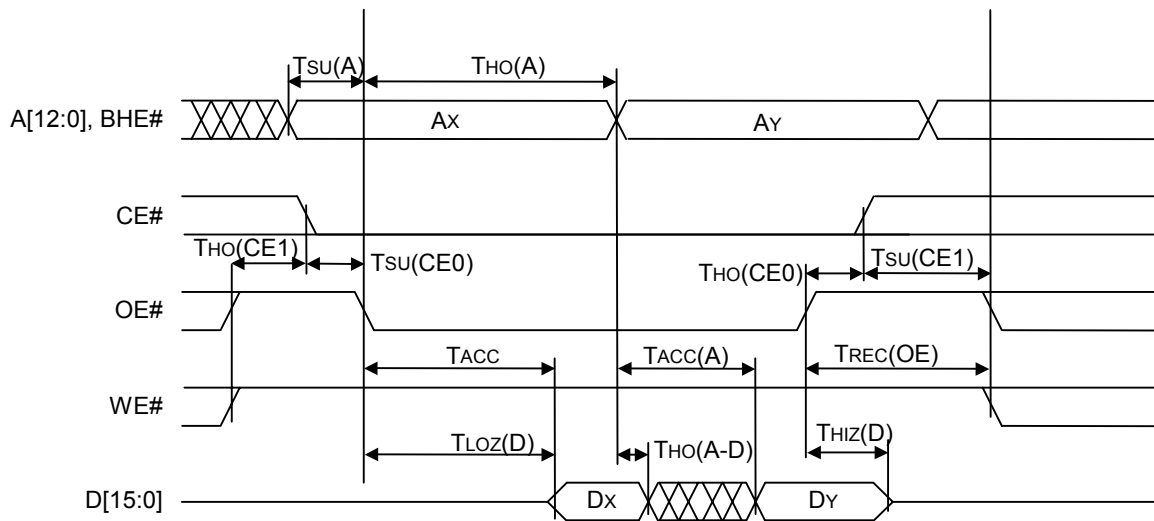 TSU(A) THO(A)
A[12:0], BHE# AX AY
CE#
THO(CE1) TSU(CE0) THO(CE0) TSU(CE1)
OE#
TACC TACC(A) TREC(OE)
WE#
TLOZ(D) THO(A-D) THIZ(D)
D[15:0] DX DY